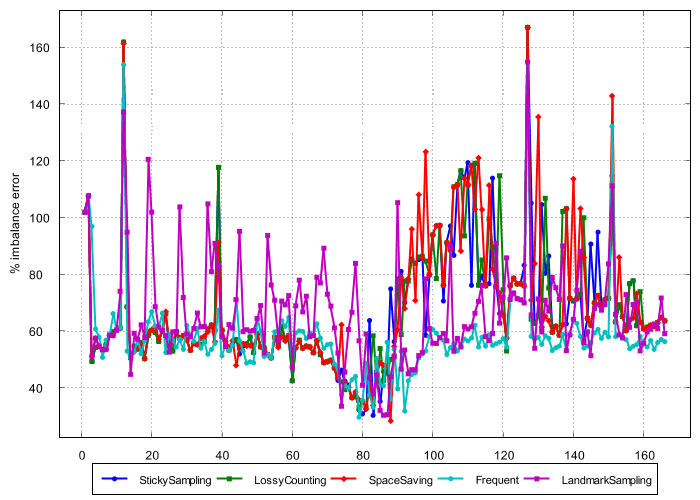 160
140
120
100
80
60
40
% imbalance error
0 20 40 60 80 100 120 140 160
StickySampling LossyCounting SpaceSaving Frequent LandmarkSampling